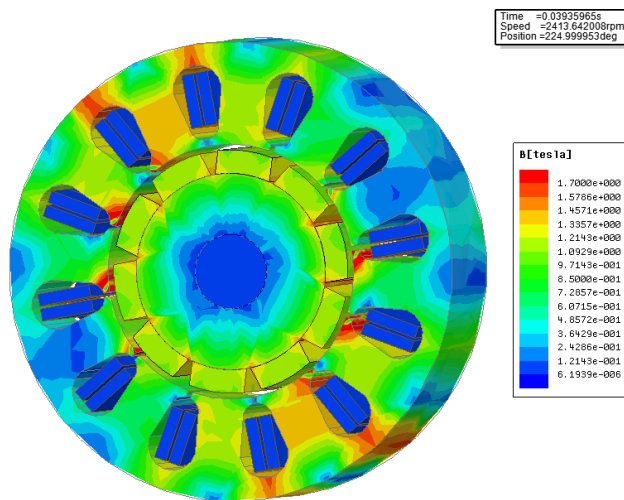 Time =0.03935965s
Speed =2413.642008rpm
Position =224.999953deg
B[tesla]
1.7000e+000
1.5786e+000
1.4571e+000
1.3357e+000
1.2143e+000
1.0929e+000
9.7143e-001
8.5000e-001
7.2857e-001
6.0715e-001
4.8572e-001
3.6429e-001
2.4286e-001
1.2143e-001
6.1939e-006